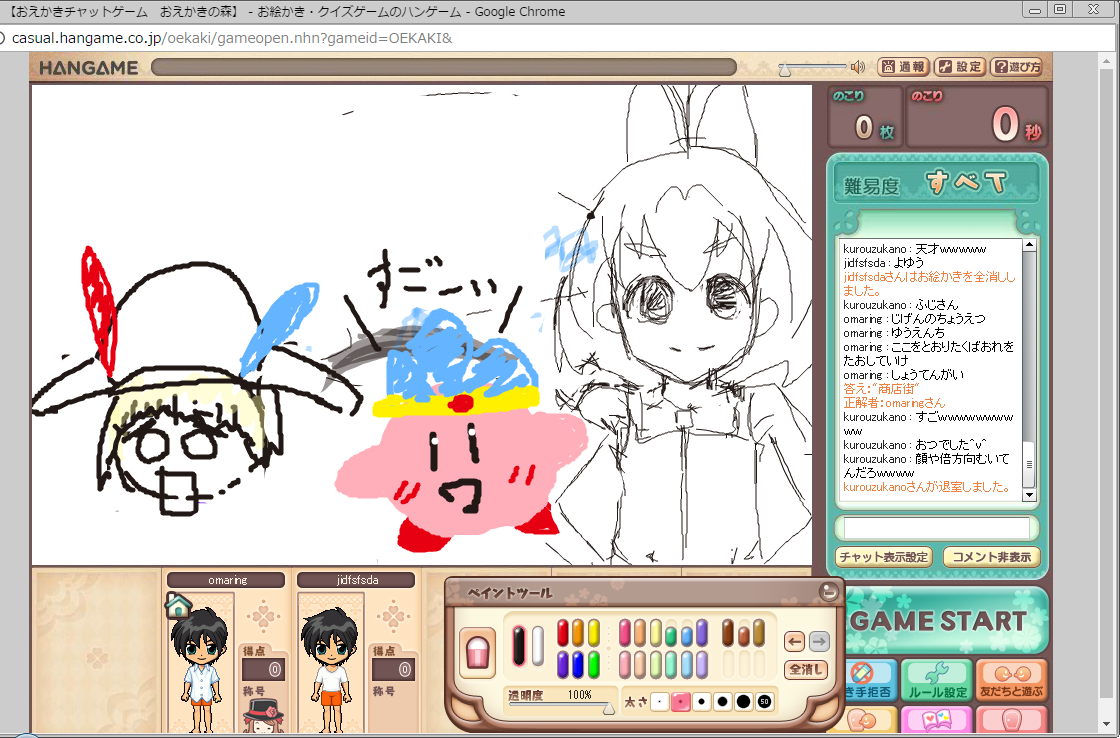 【おえかきチャットゲーム　おえかきの森】 - お絵かき・クイズゲームのハンゲーム - Google Chrome
casual.hangame.co.jp/oekaki/gameopen.nhn?gameid=OEKAKI&
HANGAME
通報
設定
?遊び方
のこり
0枚
のこり
0秒
難易度 すべて
kurouzukano : 天才wwwwww
jidfsfsda : よゆう
jidfsfsdaさんはお絵かきを全消しし
ました。
kurouzukano : ふじさん
omaring : じげんのちょうえつ
omaring : ゆうえんち
omaring : ここをとおりたくばおれを
たおしていけ
omaring : しょうてんがい
答え:"商店街"
正解者:omaringさん
kurouzukano : すごwwwwwwwww
ww
kurouzukano : おつでした^v^
kurouzukano : 顔や倍方向むいて
んだろwwww
kurouzukanoさんが退室しました。
すごーい
チャット表示設定
コメント非表示
omaring
得点
0
称号
jidfsfsda
得点
0
称号
ペイントツール
全消し
透明度 100%
太さ
50
GAME START
き手拒否
ルール設定
友だちと遊ぶ